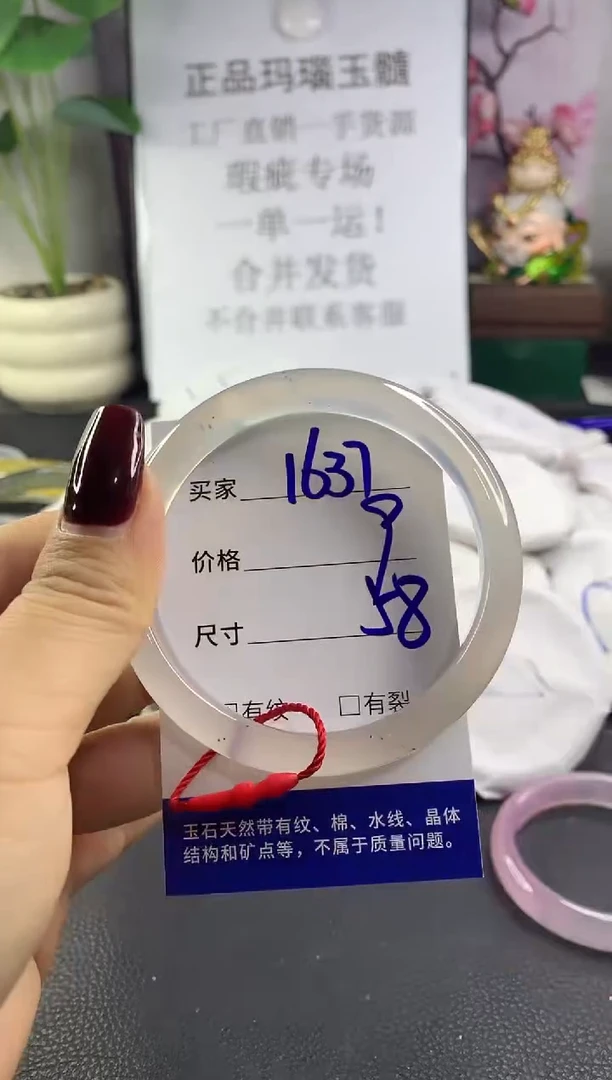 正品玛瑙玉髓
工厂直销一手货源
瑕疵专场
一单一运!
合并发货
不合并联系客服
买家 1637
价格 9
尺寸 58
□有纹 □有裂
玉石天然带有纹、棉、水线、晶体
结构和矿点等，不属于质量问题。